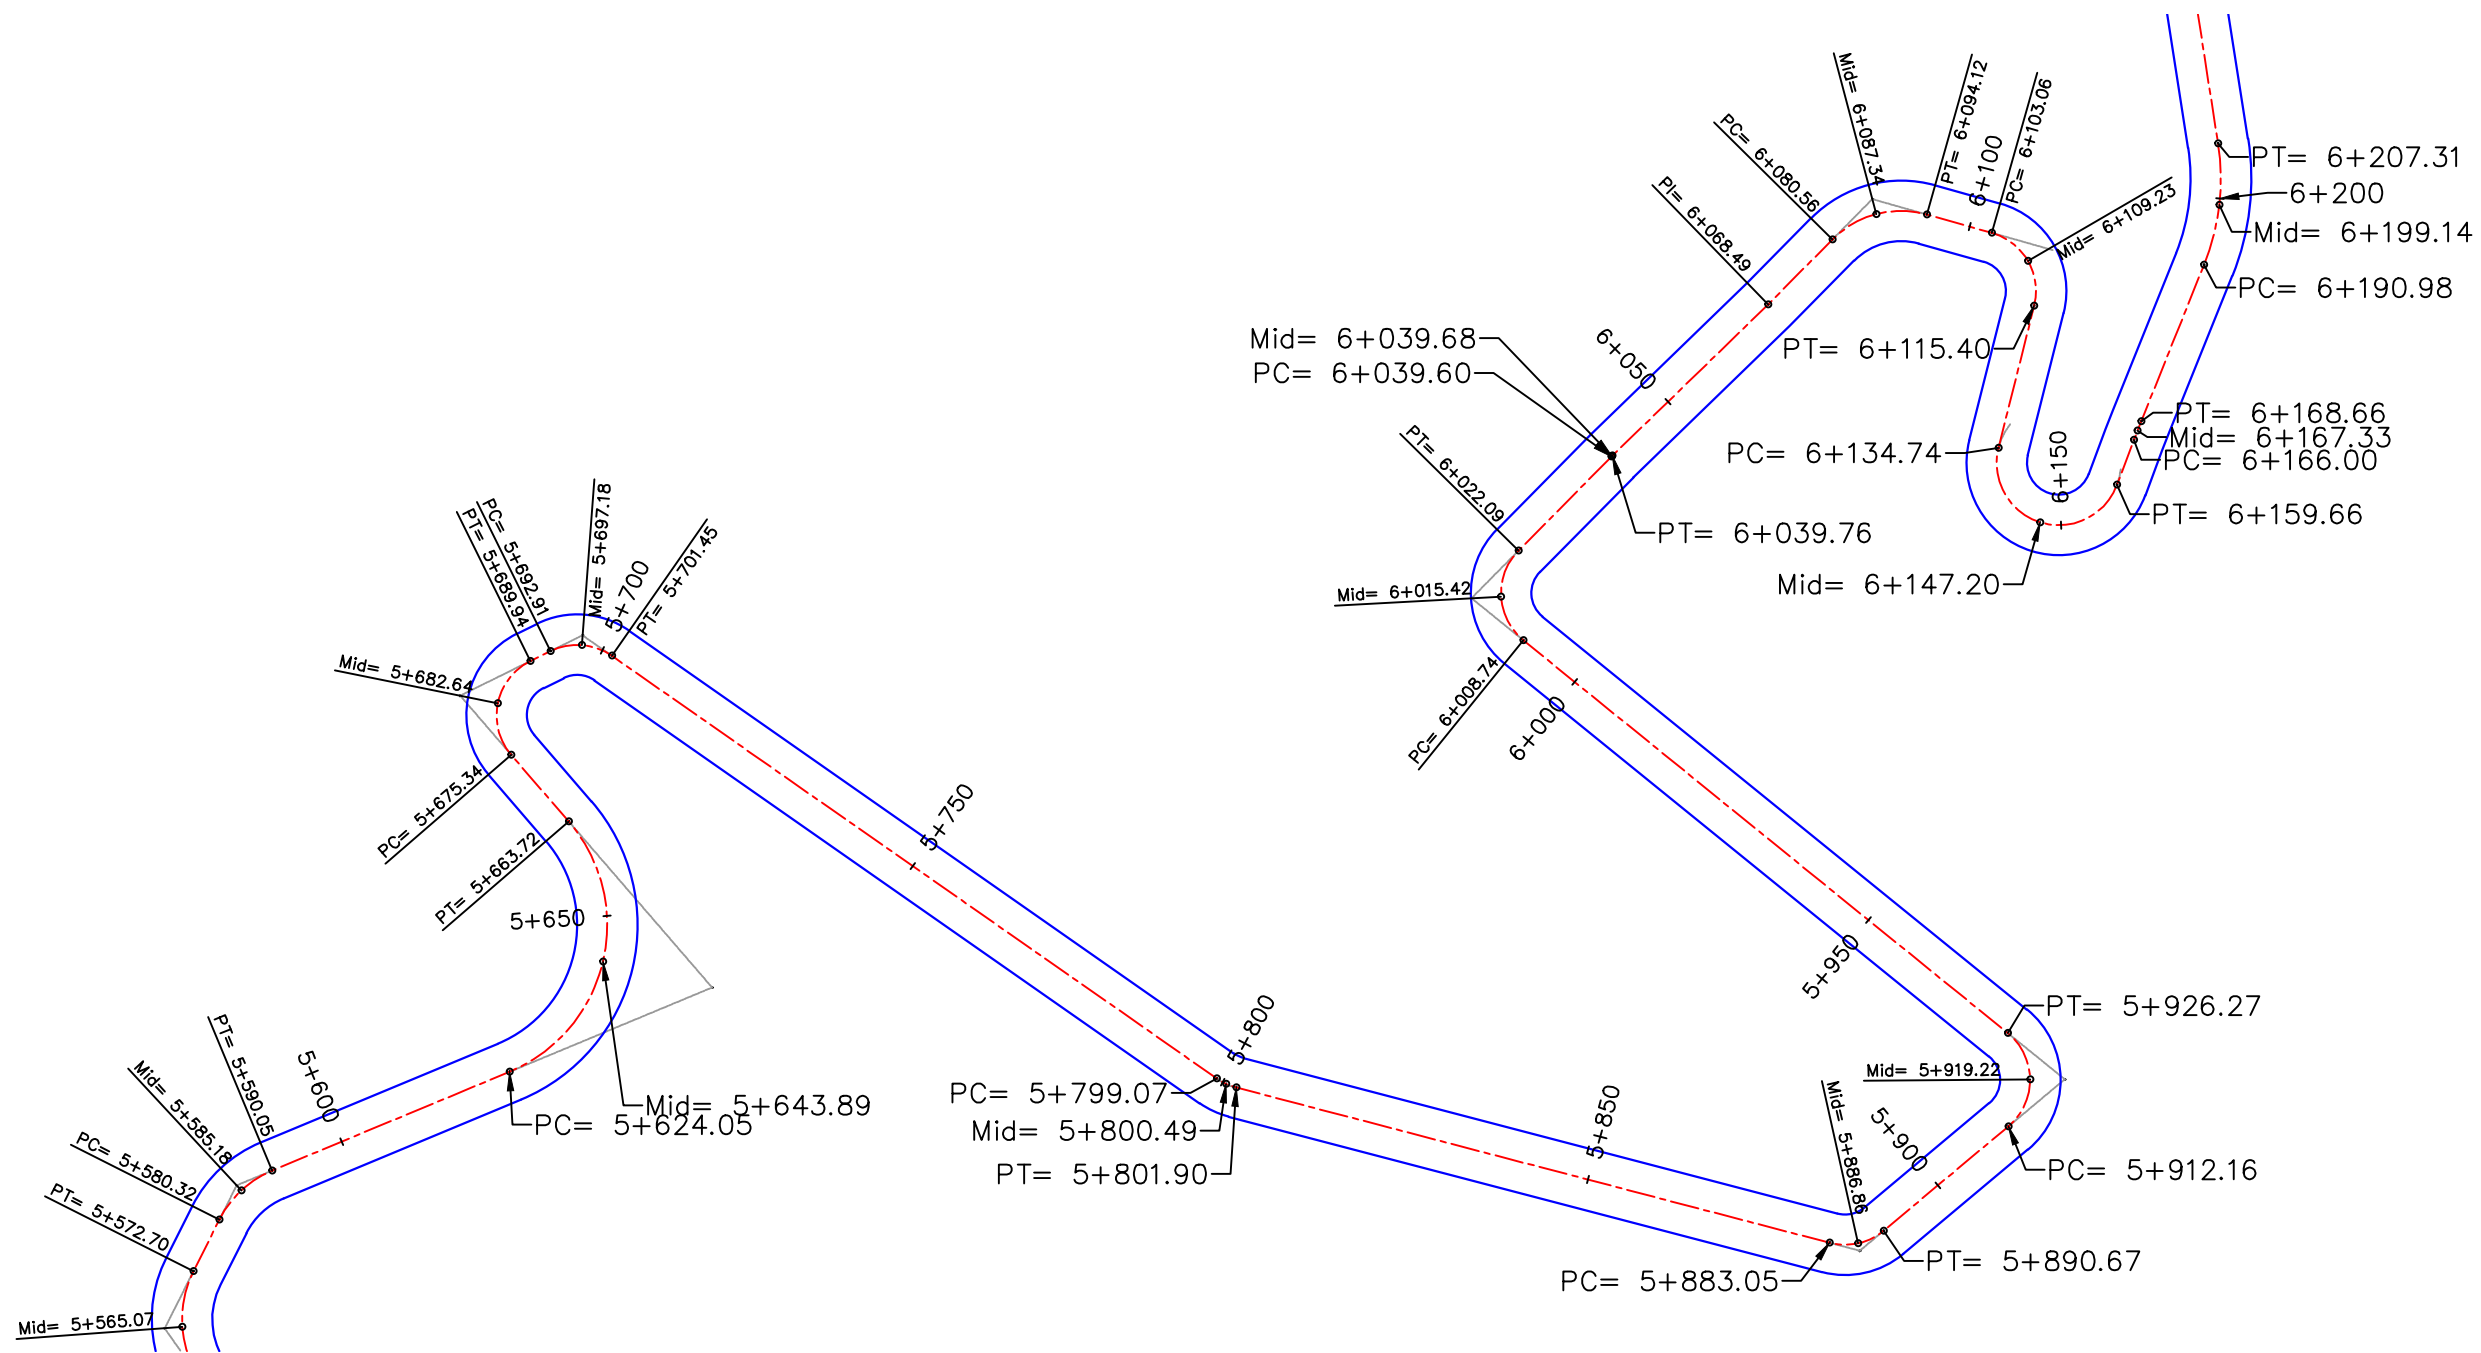 Mid= 5+565.07
PT= 5+572.70
PC= 5+580.32
Mid= 5+585.18
PT= 5+590.05
5+600
PC= 5+624.05
Mid= 5+643.89
5+650
PT= 5+663.72
PC= 5+675.34
Mid= 5+682.64
PT= 5+689.94
PC= 5+692.91
Mid= 5+697.18
5+700
PT= 5+701.45
5+750
PC= 5+799.07
5+800
Mid= 5+800.49
PT= 5+801.90
5+850
PC= 5+883.05
Mid= 5+886.86
PT= 5+890.67
5+900
PC= 5+912.16
Mid= 5+919.22
PT= 5+926.27
5+950
6+000
PC= 6+008.74
Mid= 6+015.42
PT= 6+022.09
PC= 6+039.60
Mid= 6+039.68
PT= 6+039.76
6+050
PI= 6+068.49
PC= 6+080.56
Mid= 6+087.34
PT= 6+094.12
6+100
PC= 6+103.06
Mid= 6+109.23
PT= 6+115.40
PC= 6+134.74
Mid= 6+147.20
6+150
PT= 6+159.66
PC= 6+166.00
Mid= 6+167.33
PT= 6+168.66
PC= 6+190.98
Mid= 6+199.14
6+200
PT= 6+207.31